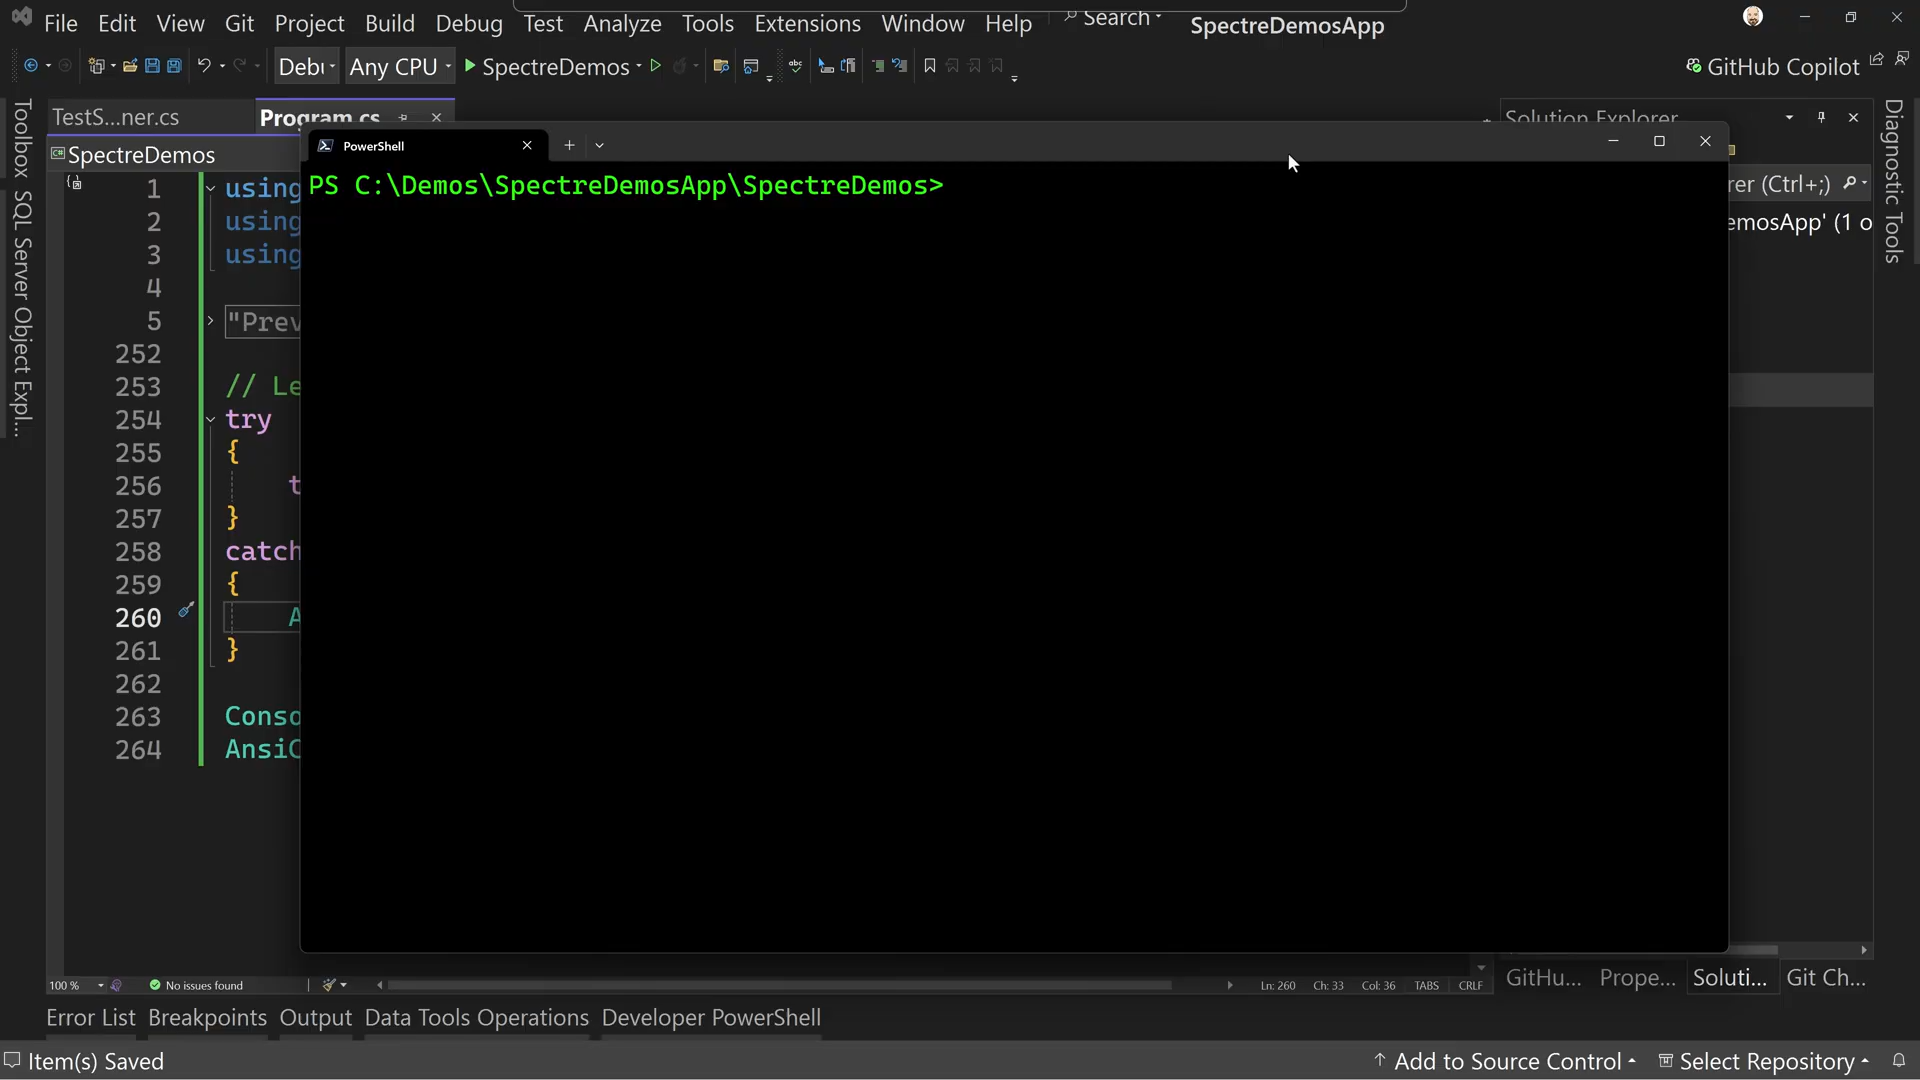 File Edit View Git Project Build Debug Test Analyze Tools Extensions Window Help Search SpectreDemosApp
Any CPU SpectreDemos GitHub Copilot
TestS...ner.cs Program.cs Solution Explorer
PowerShell
SpectreDemos
PS C:\Demos\SpectreDemosApp\SpectreDemos>
rer (Ctrl+;)
1 using
2 using
3 using
emosApp' (1 o
4
5 "Prev
252
253 // Le
254 try
255 {
256 t
257 }
258 catch
259 {
260 A
261 }
262
263 Conso
264 AnsiC
Toolbox
SQL Server Object Expl...
Diagnostic Tools
100 % No issues found Ln: 260 Ch: 33 Col: 36 TABS CRLF
GitHu... Prope... Soluti... Git Ch...
Error List Breakpoints Output Data Tools Operations Developer PowerShell
Item(s) Saved Add to Source Control Select Repository